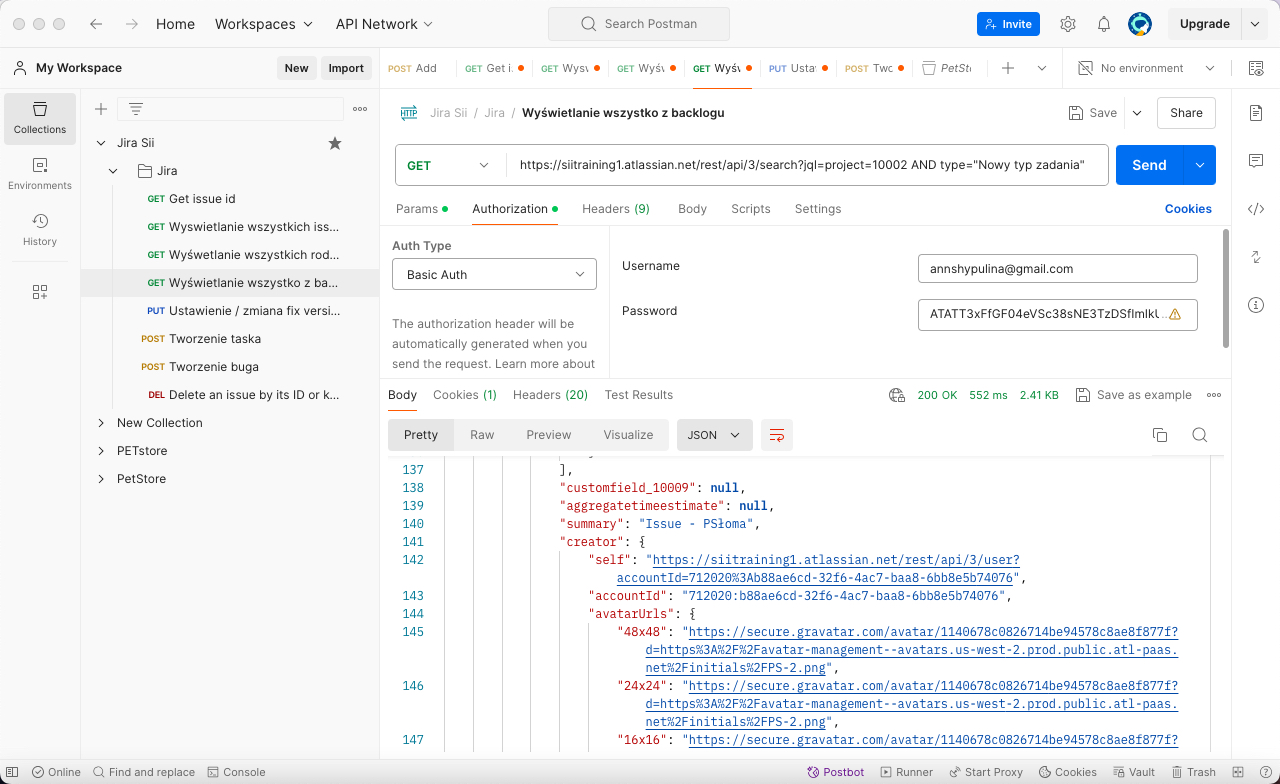 Home Workspaces API Network Search Postman Invite Upgrade
My Workspace New Import POST Add GET Get i. GET Wysv GET Wyśv GET Wyśv PUT Ustav POST Two PetSto No environment
Collections
Environments
History
Jira Sii
Jira
GET Get issue id
GET Wyswietlanie wszystkich iss...
GET Wyśwetlanie wszystkich rod...
GET Wyświetlanie wszystko z ba...
PUT Ustawienie / zmiana fix versi...
POST Tworzenie taska
POST Tworzenie buga
DEL Delete an issue by its ID or k...
New Collection
PETstore
PetStore
HTTP Jira Sii / Jira / Wyświetlanie wszystko z backlogu Save Share
GET https://siitraining1.atlassian.net/rest/api/3/search?jql=project=10002 AND type="Nowy typ zadania" Send
Params Authorization Headers (9) Body Scripts Settings Cookies
Auth Type
Basic Auth
The authorization header will be
automatically generated when you
send the request. Learn more about
Username annshypulina@gmail.com
Password
Body Cookies (1) Headers (20) Test Results 200 OK 552 ms 2.41 KB Save as example
Pretty Raw Preview Visualize JSON
137 ],
138 "customfield_10009": null,
139 "aggregatetimeestimate": null,
140 "summary": "Issue - PSłoma",
141 "creator": {
142 "self": "https://siitraining1.atlassian.net/rest/api/3/user?
accountId=712020%3Ab88ae6cd-32f6-4ac7-baa8-6bb8e5b74076",
143 "accountId": "712020:b88ae6cd-32f6-4ac7-baa8-6bb8e5b74076",
144 "avatarUrls": {
145 "48x48": "https://secure.gravatar.com/avatar/1140678c0826714be94578c8ae8f877f?
d=https%3A%2F%2Favatar-management--avatars.us-west-2.prod.public.atl-paas.
net%2Finitials%2FPS-2.png",
146 "24x24": "https://secure.gravatar.com/avatar/1140678c0826714be94578c8ae8f877f?
d=https%3A%2F%2Favatar-management--avatars.us-west-2.prod.public.atl-paas.
net%2Finitials%2FPS-2.png",
147 "16x16": "https://secure.gravatar.com/avatar/1140678c0826714be94578c8ae8f877f?
Online Find and replace Console Postbot Runner Start Proxy Cookies Vault Trash